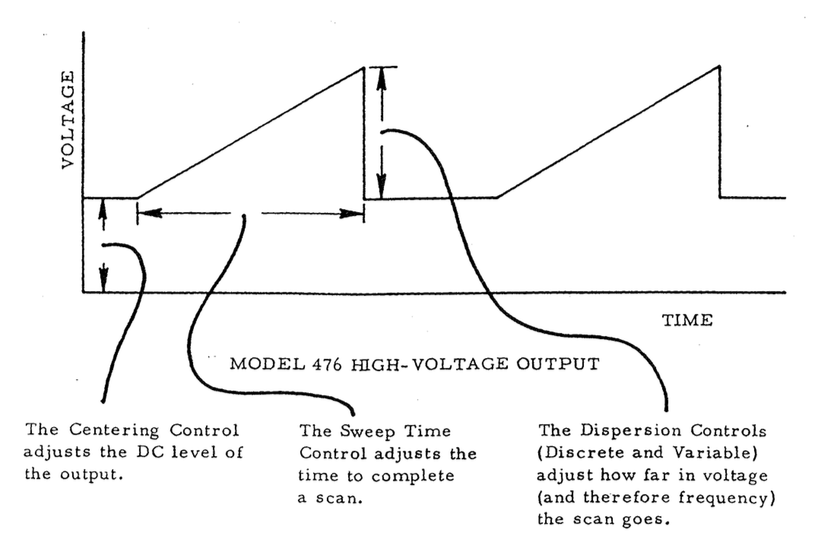 VOLTAGE
TIME
MODEL 476 HIGH-VOLTAGE OUTPUT
The Centering Control
adjusts the DC level of
the output.
The Sweep Time
Control adjusts the
time to complete
a scan.
The Dispersion Controls
(Discrete and Variable)
adjust how far in voltage
(and therefore frequency)
the scan goes.